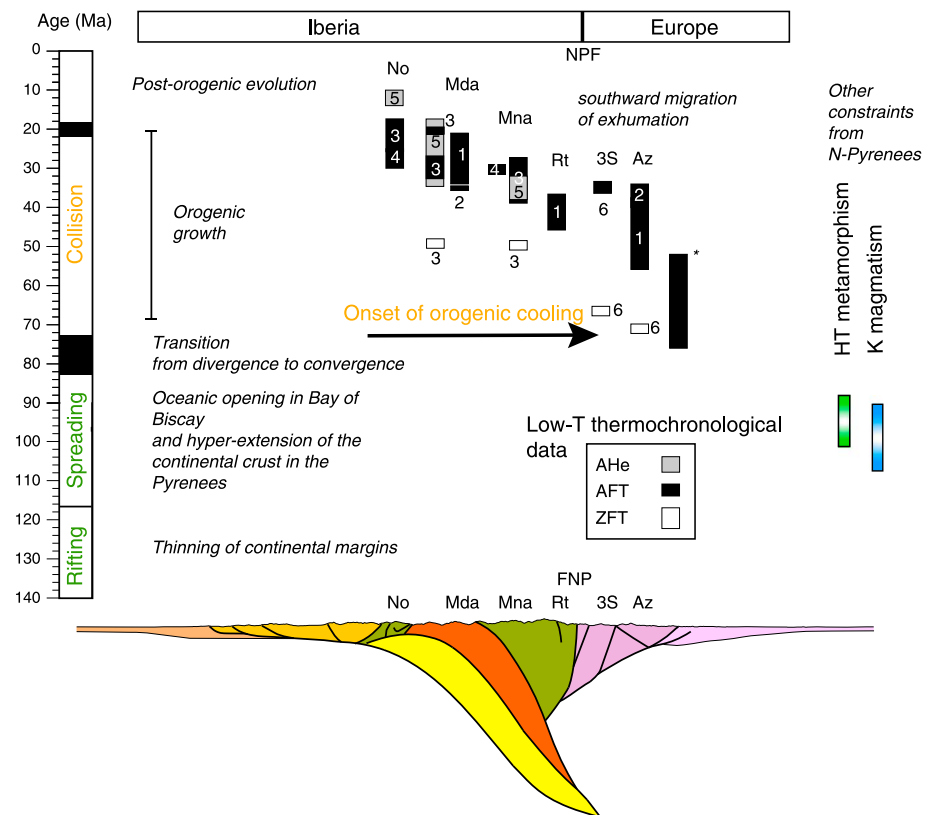 Age (Ma)
Iberia
Europe
NPF
0
10
20
30
40
50
60
70
80
90
100
110
120
130
140
Collision
Spreading
Rifting
Post-orogenic evolution
Orogenic
growth
Transition
from divergence to convergence
Oceanic opening in Bay of
Biscay
and hyper-extension of the
continental crust in the
Pyrenees
Thinning of continental margins
No
5
3
4
Mda
3
5
3
3
1
2
Mna
4
3
5
3
Rt
1
southward migration
of exhumation
3S
6
6
Az
2
1
6
*
Onset of orogenic cooling
Other
constraints
from
N-Pyrenees
HT metamorphism
K magmatism
Low-T thermochronological
data
AHe
AFT
ZFT
FNP
No Mda Mna Rt 3S Az